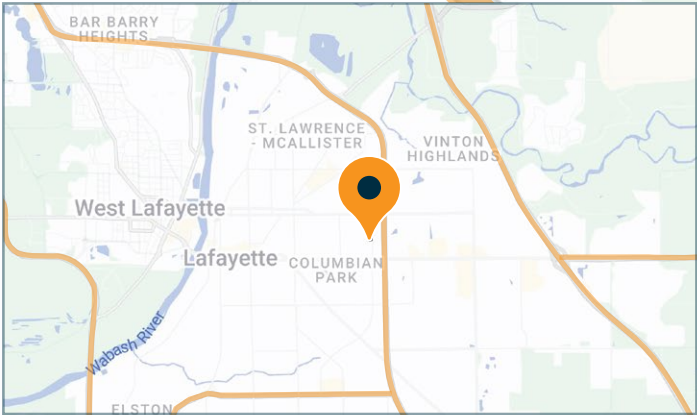 BAR BARRY
HEIGHTS
ST. LAWRENCE
- MCALLISTER
VINTON
HIGHLANDS
West Lafayette
Lafayette
COLUMBIAN
PARK
Wabash River
ELSTON